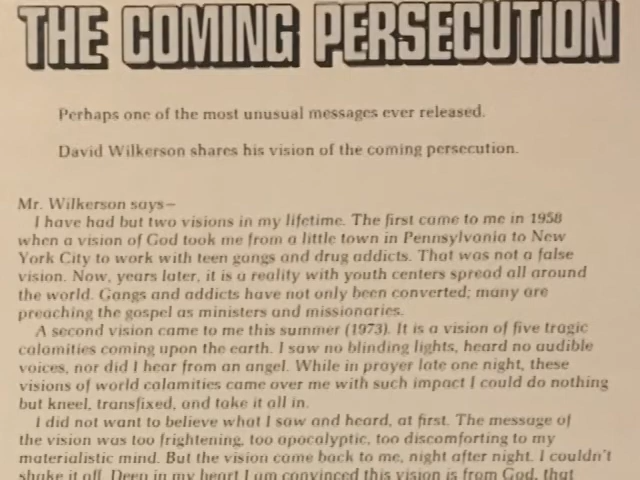 THE COMING PERSECUTION
Perhaps one of the most unusual messages ever released.
David Wilkerson shares his vision of the coming persecution.
Mr. Wilkerson says—
I have had but two visions in my lifetime. The first came to me in 1958
when a vision of God took me from a little town in Pennsylvania to New
York City to work with teen gangs and drug addicts. That was not a false
vision. Now, years later, it is a reality with youth centers spread all around
the world. Gangs and addicts have not only been converted; many are
preaching the gospel as ministers and missionaries.
A second vision came to me this summer (1973). It is a vision of five tragic
calamities coming upon the earth. I saw no blinding lights, heard no audible
voices, nor did I hear from an angel. While in prayer late one night, these
visions of world calamities came over me with such impact I could do nothing
but kneel, transfixed, and take it all in.
I did not want to believe what I saw and heard, at first. The message of
the vision was too frightening, too apocalyptic, too discomforting to my
materialistic mind. But the vision came back to me, night after night. I couldn't
shake it off. Deep in my heart I am convinced this vision is from God, that